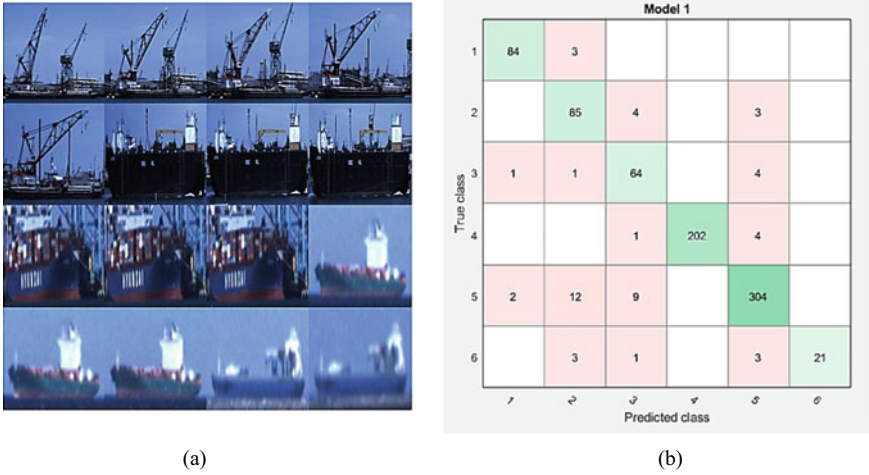 Model 1
1 84 3
2 85 4 3
3 1 1 64 4
4 1 202 4
5 2 12 9 304
6 3 1 3 21
1 2 3 4 5 6
True class
Predicted class
HYUNDAI
(a) (b)